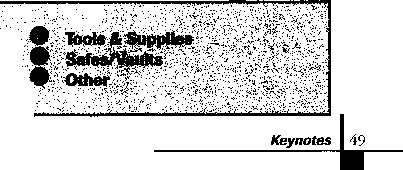 Tools & Supplies
Safes/Vaults
Other
Keynotes 49